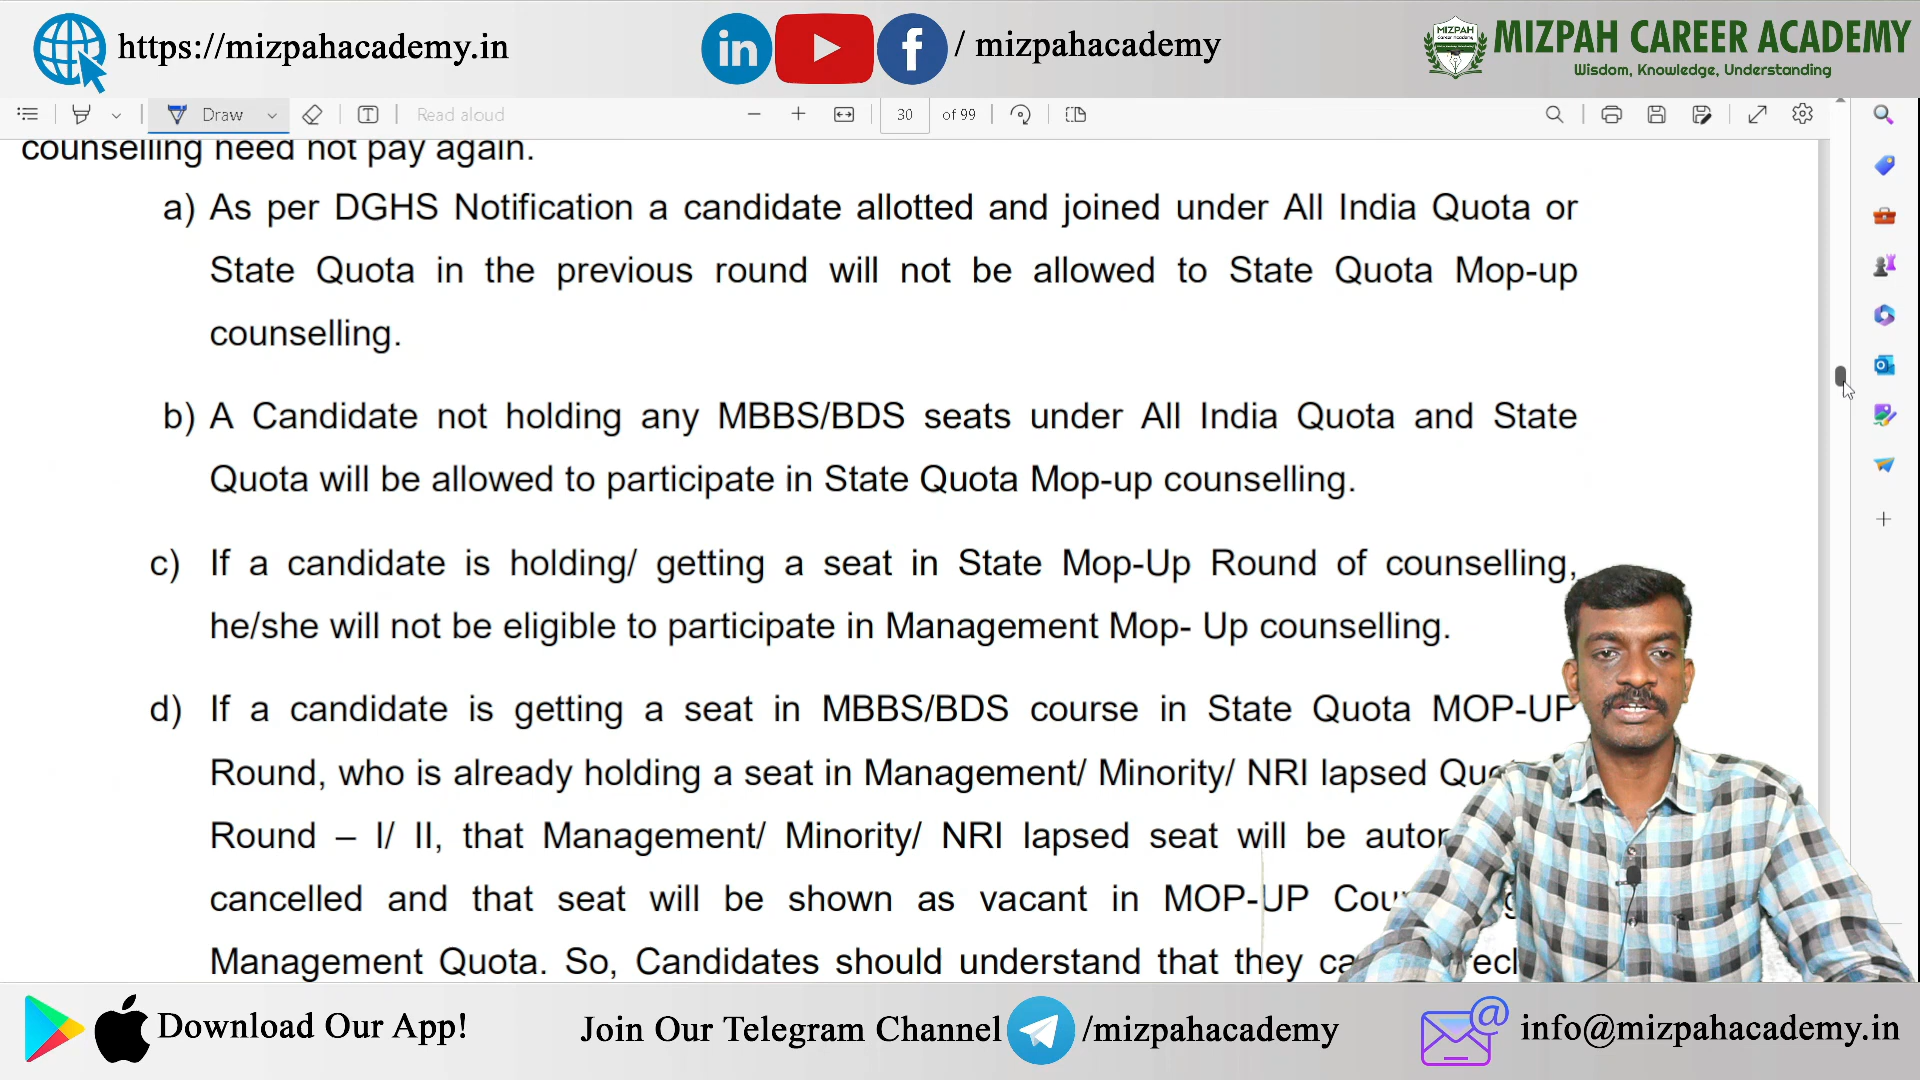 https://mizpahacademy.in
in f / mizpahacademy
MIZPAH CAREER ACADEMY
Wisdom, Knowledge, Understanding
Draw
Read aloud
30 of 99
counselling need not pay again.
a) As per DGHS Notification a candidate allotted and joined under All India Quota or
State Quota in the previous round will not be allowed to State Quota Mop-up
counselling.
b) A Candidate not holding any MBBS/BDS seats under All India Quota and State
Quota will be allowed to participate in State Quota Mop-up counselling.
c) If a candidate is holding/ getting a seat in State Mop-Up Round of counselling,
he/she will not be eligible to participate in Management Mop- Up counselling.
d) If a candidate is getting a seat in MBBS/BDS course in State Quota MOP-UP
Round, who is already holding a seat in Management/ Minority/ NRI lapsed
Round – I/ II, that Management/ Minority/ NRI lapsed seat will be
cancelled and that seat will be shown as vacant in MOP-UP
Management Quota. So, Candidates should understand that they
Download Our App!
Join Our Telegram Channel /mizpahacademy
@ info@mizpahacademy.in